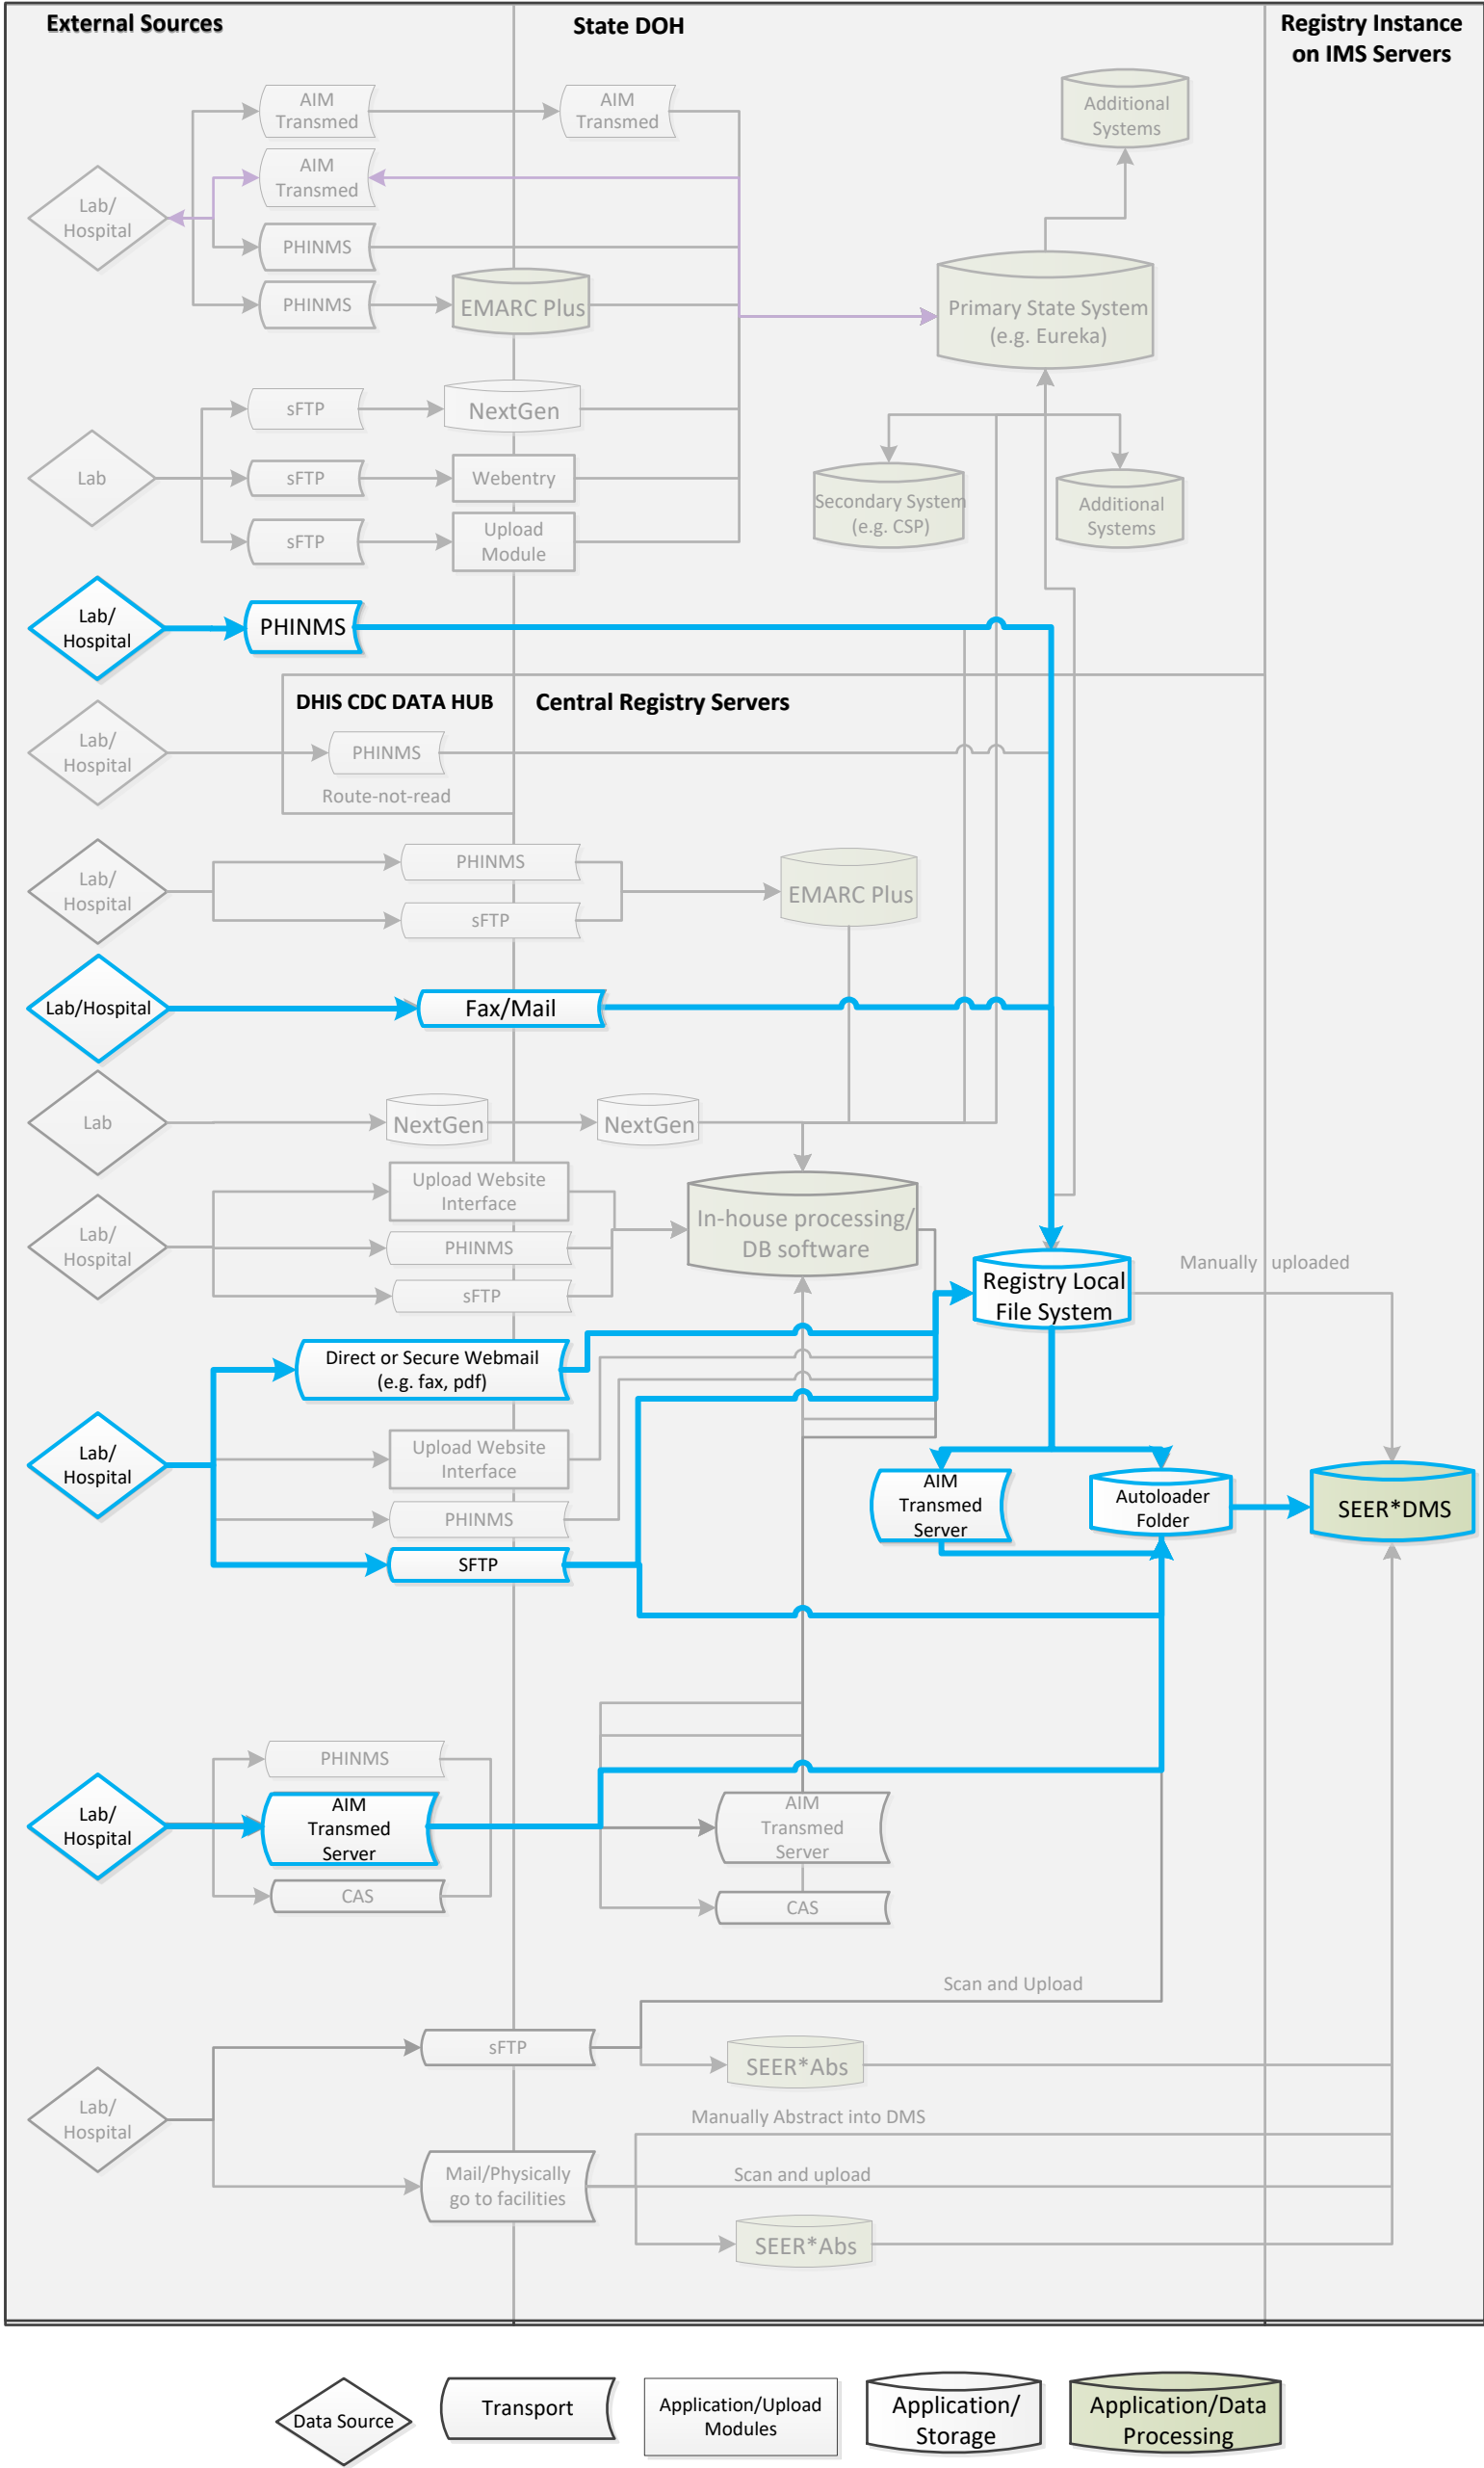 External Sources
State DOH
Registry Instance
on IMS Servers
AIM
Transmed
AIM
Transmed
Additional
Systems
AIM
Transmed
Lab/
Hospital
PHINMS
PHINMS
EMARC Plus
Primary State System
(e.g. Eureka)
sFTP
NextGen
Lab
sFTP
Webentry
Secondary System
(e.g. CSP)
Additional
Systems
sFTP
Upload
Module
Lab/
Hospital
PHINMS
DHIS CDC DATA HUB
Central Registry Servers
Lab/
Hospital
PHINMS
Route-not-read
Lab/
Hospital
PHINMS
sFTP
EMARC Plus
Lab/Hospital
Fax/Mail
Lab
NextGen
NextGen
Lab/
Hospital
Upload Website
Interface
PHINMS
sFTP
In-house processing/
DB software
Registry Local
File System
Manually uploaded
Direct or Secure Webmail
(e.g. fax, pdf)
Lab/
Hospital
Upload Website
Interface
PHINMS
SFTP
AIM
Transmed
Server
Autoloader
Folder
SEER*DMS
PHINMS
Lab/
Hospital
AIM
Transmed
Server
CAS
AIM
Transmed
Server
CAS
Scan and Upload
sFTP
SEER*Abs
Lab/
Hospital
Manually Abstract into DMS
Mail/Physically
go to facilities
Scan and upload
SEER*Abs
Data Source
Transport
Application/Upload
Modules
Application/
Storage
Application/Data
Processing